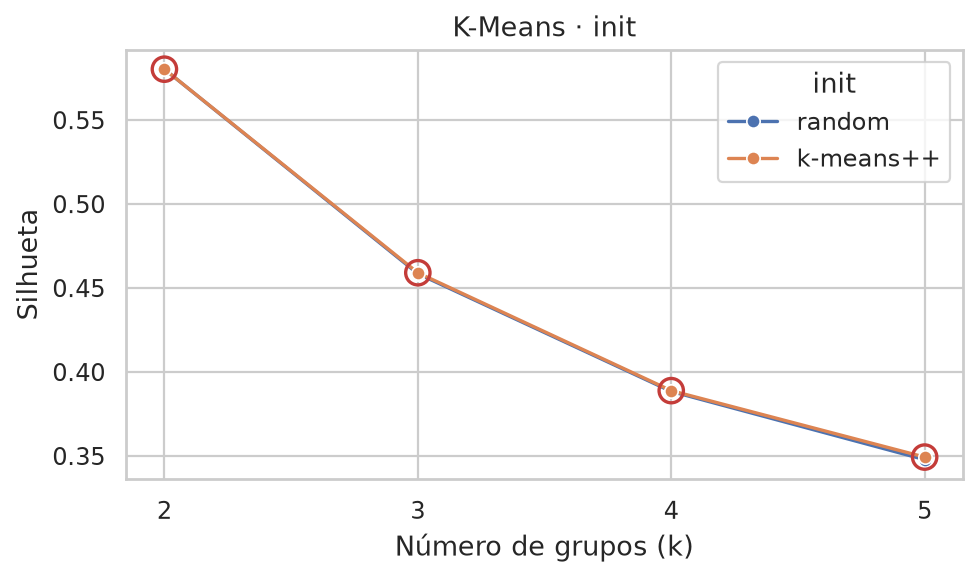 K-Means · init
init
random
k-means++
Silhueta
0.55
0.50
0.45
0.40
0.35
2 3 4 5
Número de grupos (k)